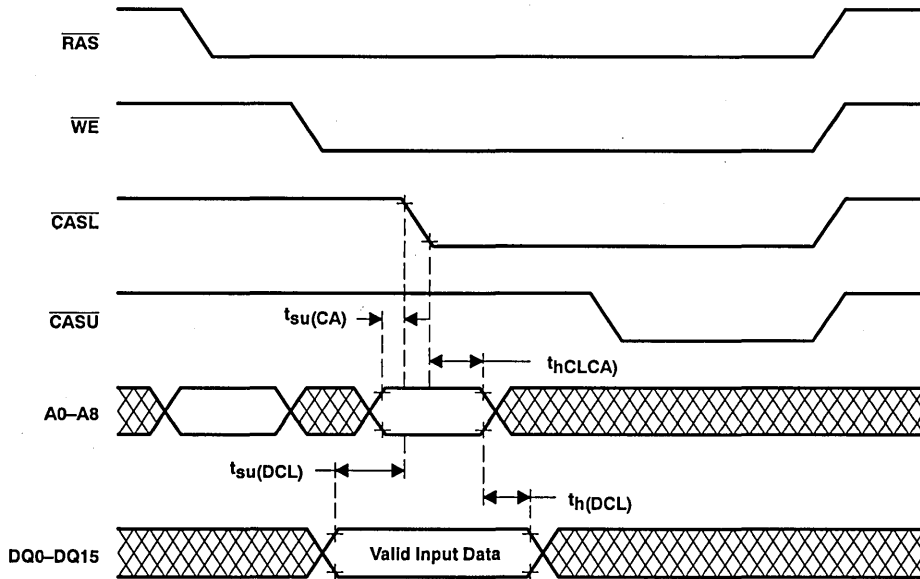 RAS
WE
CASL
CASU
tsu(CA)
thCLCA)
A0–A8
tsu(DCL)
th(DCL)
DQ0–DQ15
Valid Input Data